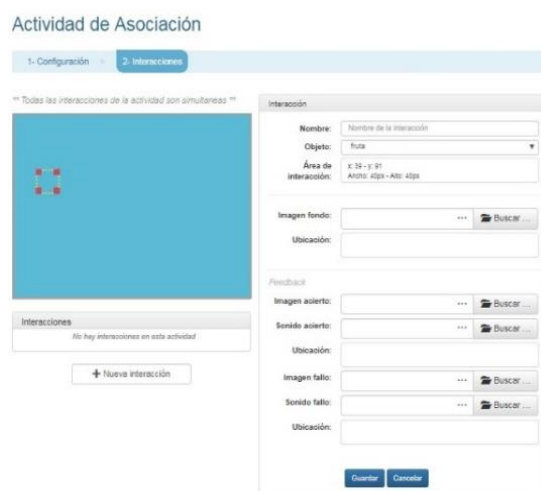 Actividad de Asociación
1- Configuración
2- Interacciones
** Todas las interacciones de la actividad son simultaneas **
Interacciones
No hay interacciones en esta actividad
+ Nueva interacción
Interacción
Nombre: Nombre de la interacción
Objeto: fruta
Área de interacción: x: 39 - y: 91
Ancho: 40px - Alto: 40px
Imagen fondo: ... Buscar ...
Ubicación:
Feedback
Imagen acierto: ... Buscar ...
Sonido acierto: ... Buscar ...
Ubicación:
Imagen fallo: ... Buscar ...
Sonido fallo: ... Buscar ...
Ubicación:
Guardar Cancelar